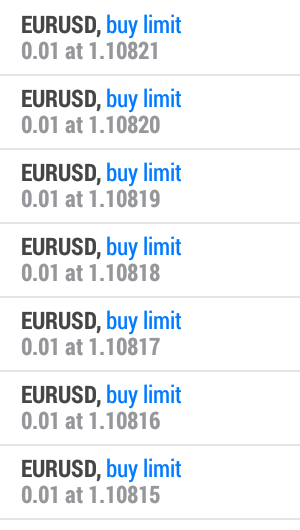 EURUSD, buy limit
0.01 at 1.10821
EURUSD, buy limit
0.01 at 1.10820
EURUSD, buy limit
0.01 at 1.10819
EURUSD, buy limit
0.01 at 1.10818
EURUSD, buy limit
0.01 at 1.10817
EURUSD, buy limit
0.01 at 1.10816
EURUSD, buy limit
0.01 at 1.10815